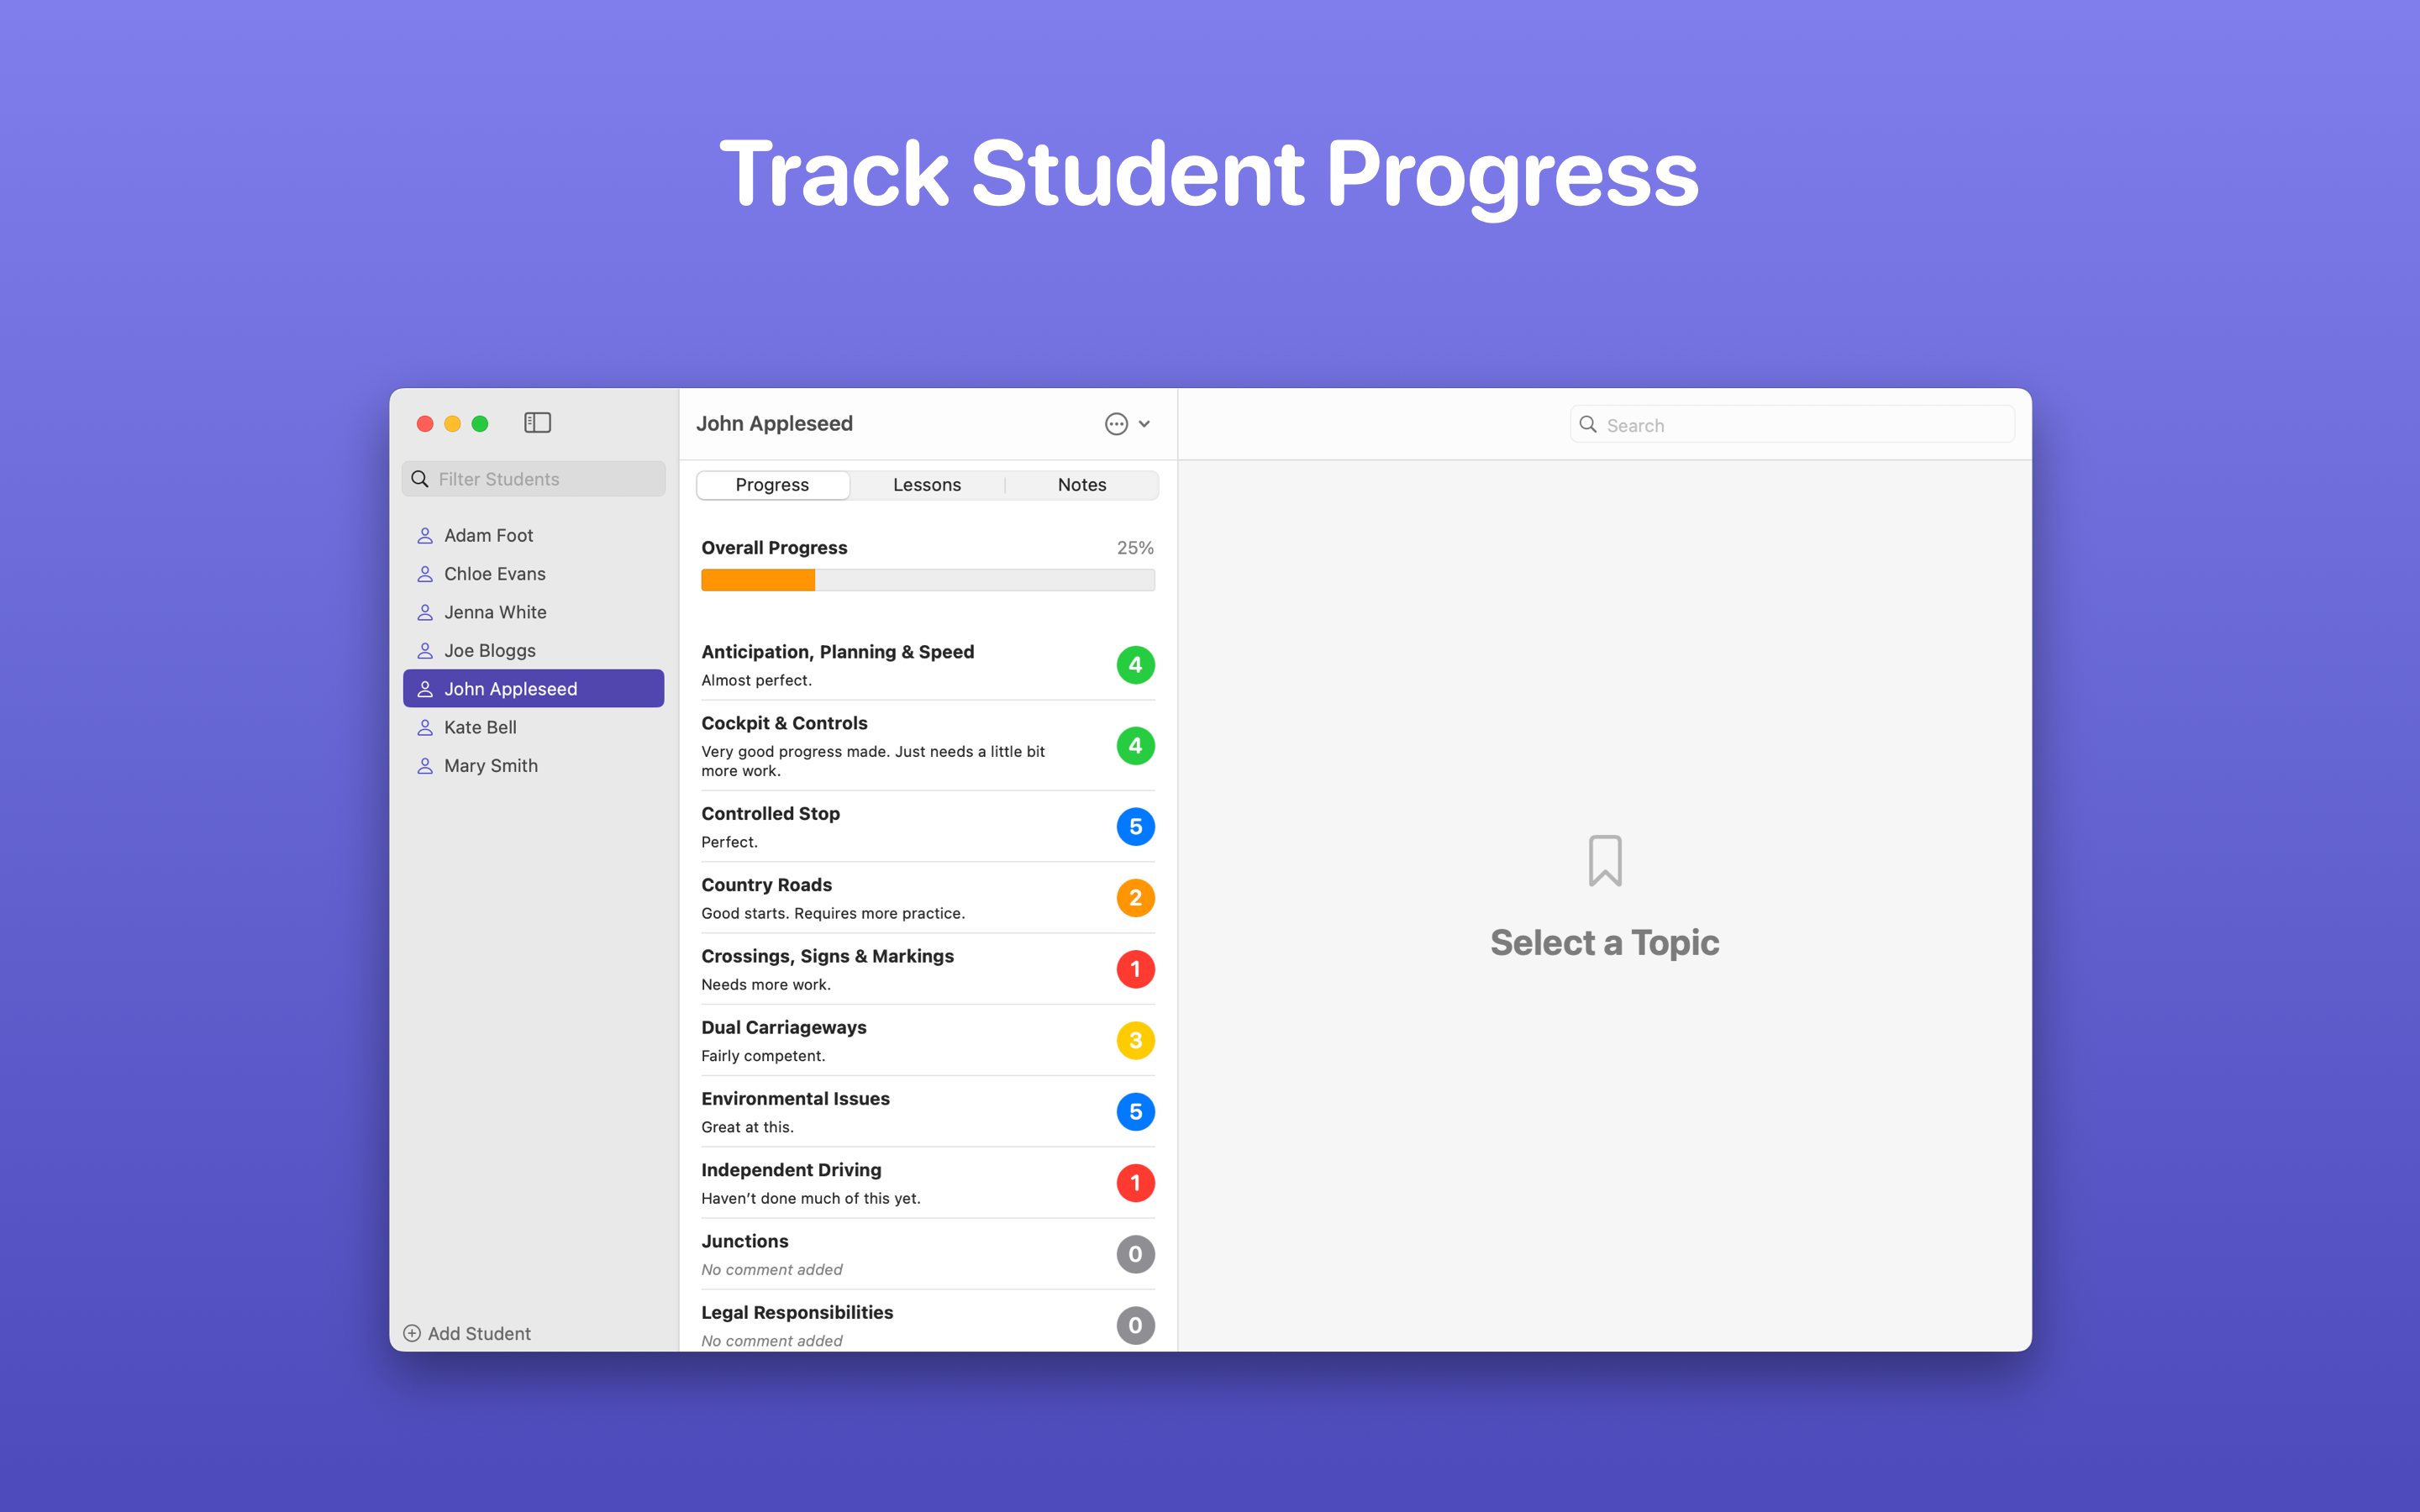 Track Student Progress
Filter Students
Adam Foot
Chloe Evans
Jenna White
Joe Bloggs
John Appleseed
Kate Bell
Mary Smith
Add Student
John Appleseed
Progress
Lessons
Notes
Overall Progress
25%
Anticipation, Planning & Speed
Almost perfect.
4
Cockpit & Controls
Very good progress made. Just needs a little bit
more work.
4
Controlled Stop
Perfect.
5
Country Roads
Good starts. Requires more practice.
2
Crossings, Signs & Markings
Needs more work.
1
Dual Carriageways
Fairly competent.
3
Environmental Issues
Great at this.
5
Independent Driving
Haven’t done much of this yet.
1
Junctions
No comment added
0
Legal Responsibilities
No comment added
0
Search
Select a Topic